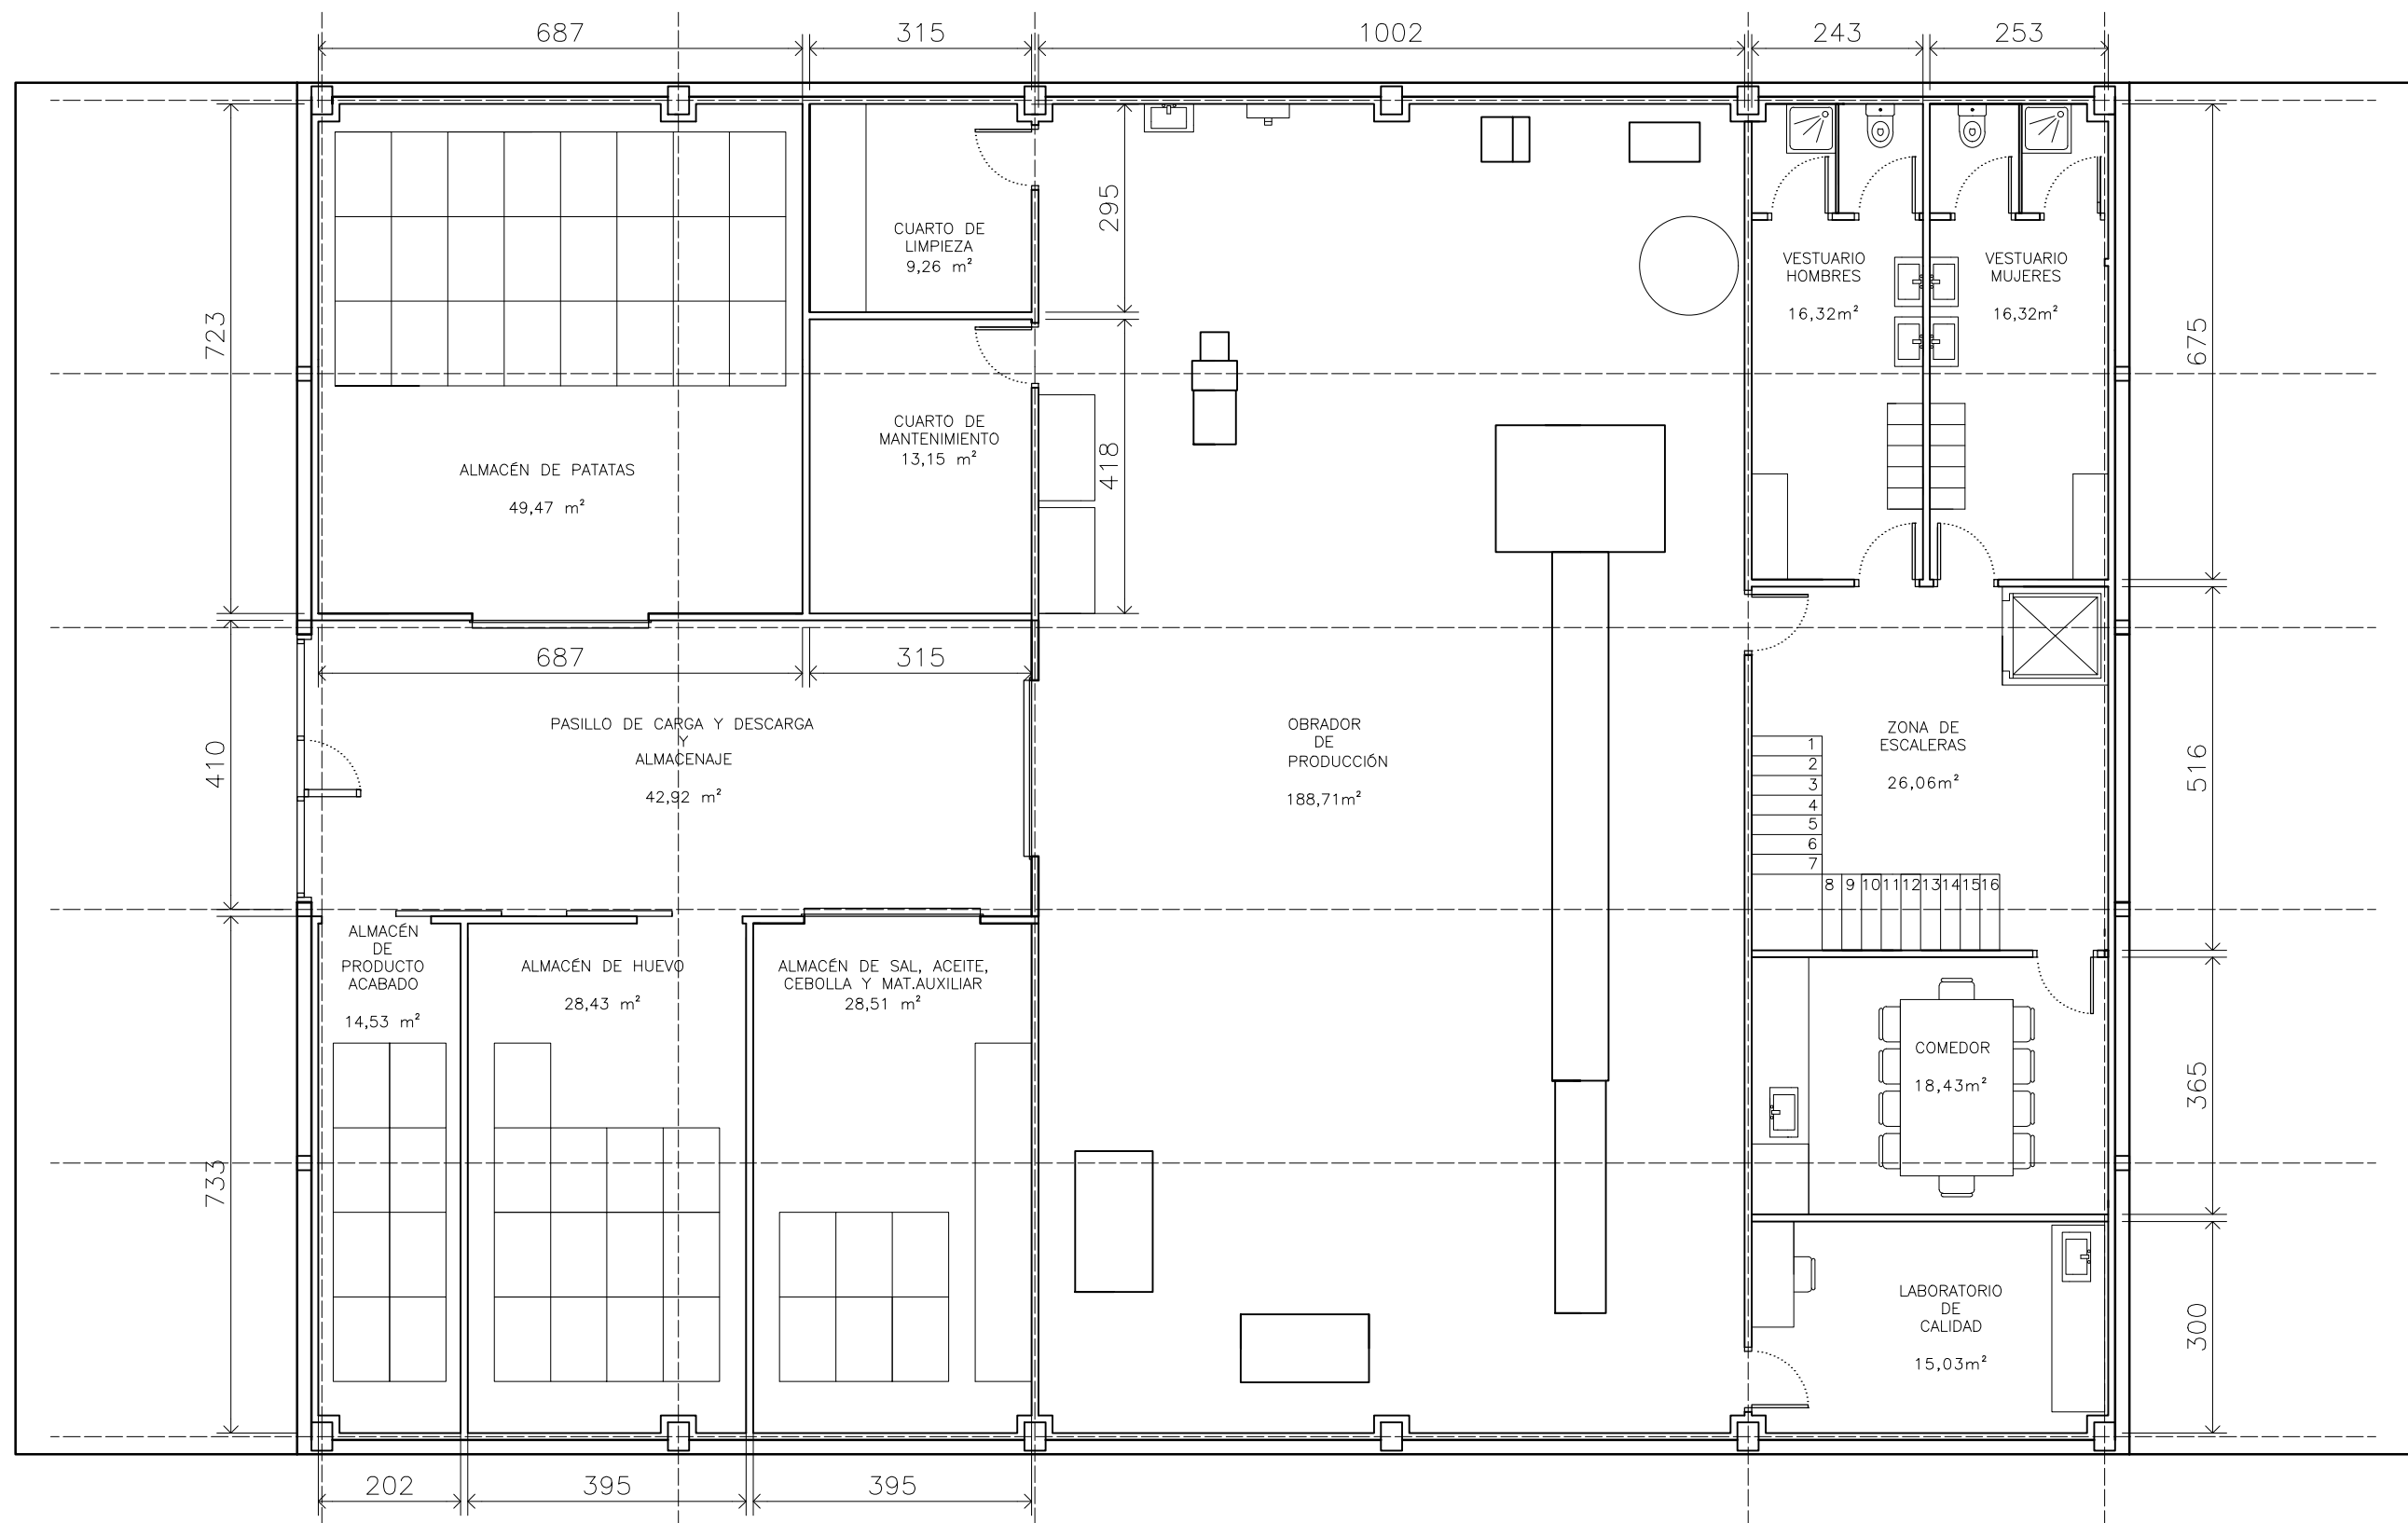 687
315
1002
243
253
723
295
418
675
CUARTO DE
LIMPIEZA
9,26 m²
VESTUARIO
HOMBRES
16,32m²
VESTUARIO
MUJERES
16,32m²
CUARTO DE
MANTENIMIENTO
13,15 m²
ALMACÉN DE PATATAS
49,47 m²
687
315
410
516
PASILLO DE CARGA Y DESCARGA
Y
ALMACENAJE
42,92 m²
OBRADOR
DE
PRODUCCIÓN
188,71m²
ZONA DE
ESCALERAS
26,06m²
1
2
3
4
5
6
7
8 9 10 11 12 13 14 15 16
ALMACÉN
DE
PRODUCTO
ACABADO
14,53 m²
ALMACÉN DE HUEVO
28,43 m²
ALMACÉN DE SAL, ACEITE,
CEBOLLA Y MAT.AUXILIAR
28,51 m²
COMEDOR
18,43m²
365
733
LABORATORIO
DE
CALIDAD
15,03m²
300
202
395
395